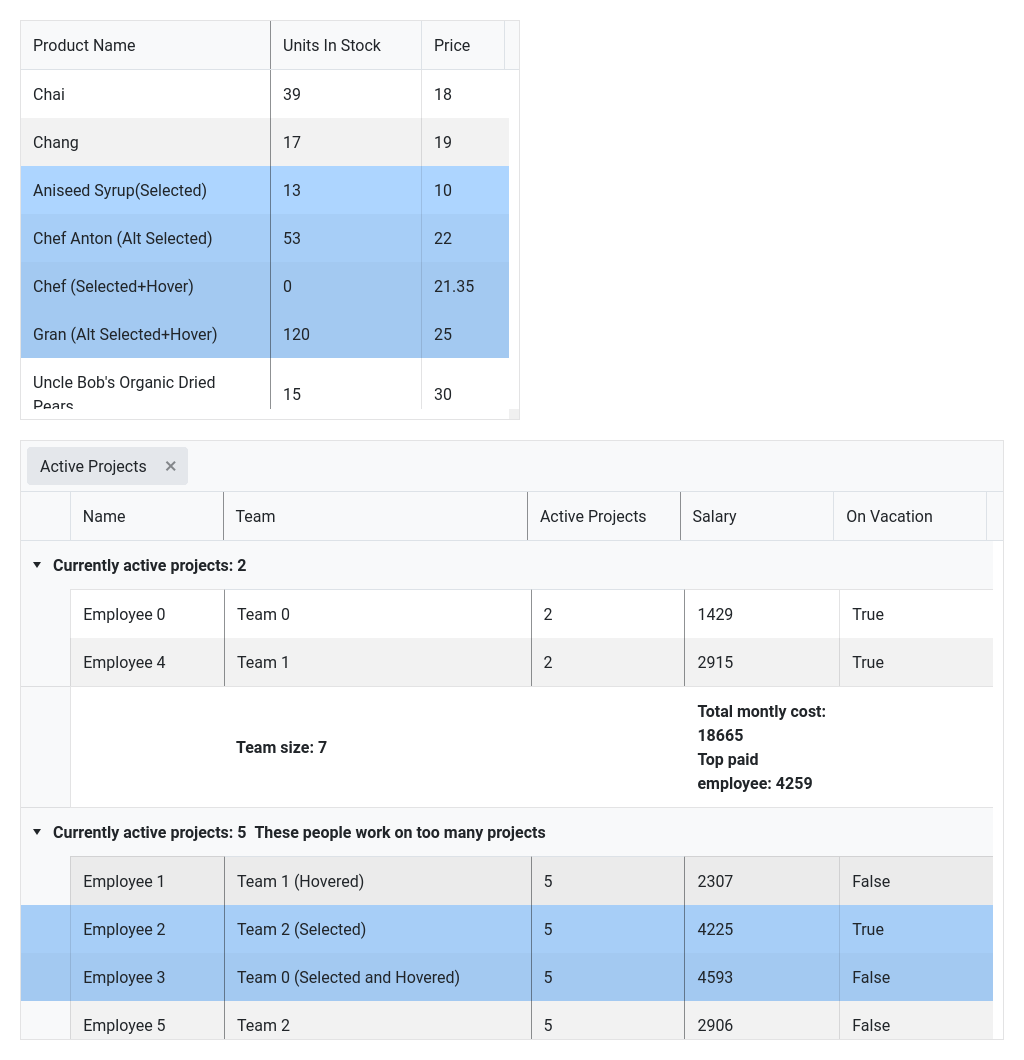 Product Name Units In Stock Price
Chai 39 18
Chang 17 19
Aniseed Syrup(Selected) 13 10
Chef Anton (Alt Selected) 53 22
Chef (Selected+Hover) 0 21.35
Gran (Alt Selected+Hover) 120 25
Uncle Bob's Organic Dried
Pears 15 30
Active Projects ✕
Name Team Active Projects Salary On Vacation
Currently active projects: 2
Employee 0 Team 0 2 1429 True
Employee 4 Team 1 2 2915 True
Team size: 7
Total montly cost:
18665
Top paid
employee: 4259
Currently active projects: 5 These people work on too many projects
Employee 1 Team 1 (Hovered) 5 2307 False
Employee 2 Team 2 (Selected) 5 4225 True
Employee 3 Team 0 (Selected and Hovered) 5 4593 False
Employee 5 Team 2 5 2906 False